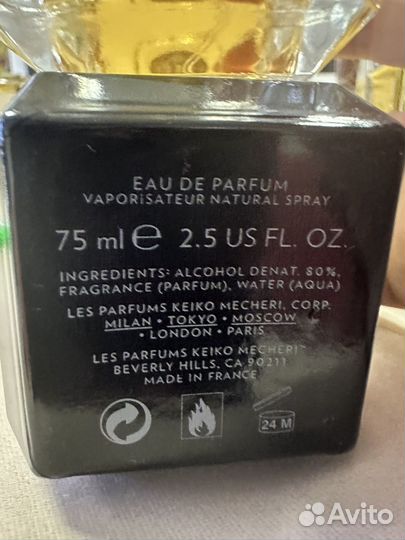 EAU DE PARFUM
VAPORiSATEUR NATURAL SPRAY
75 ml ℮ 2.5 US FL. OZ.
INGREDIENTS: ALCOHOL DENAT. 80%,
FRAGRANCE (PARFUM), WATER (AQUA)
LES PARFUMS KEIKO MECHERI, CORP.
MILAN • TOKYO • MOSCOW
• LONDON • PARIS
LES PARFUMS KEIKO MECHERI™
BEVERLY HILLS, CA 90211
MADE IN FRANCE
24 M
Avito